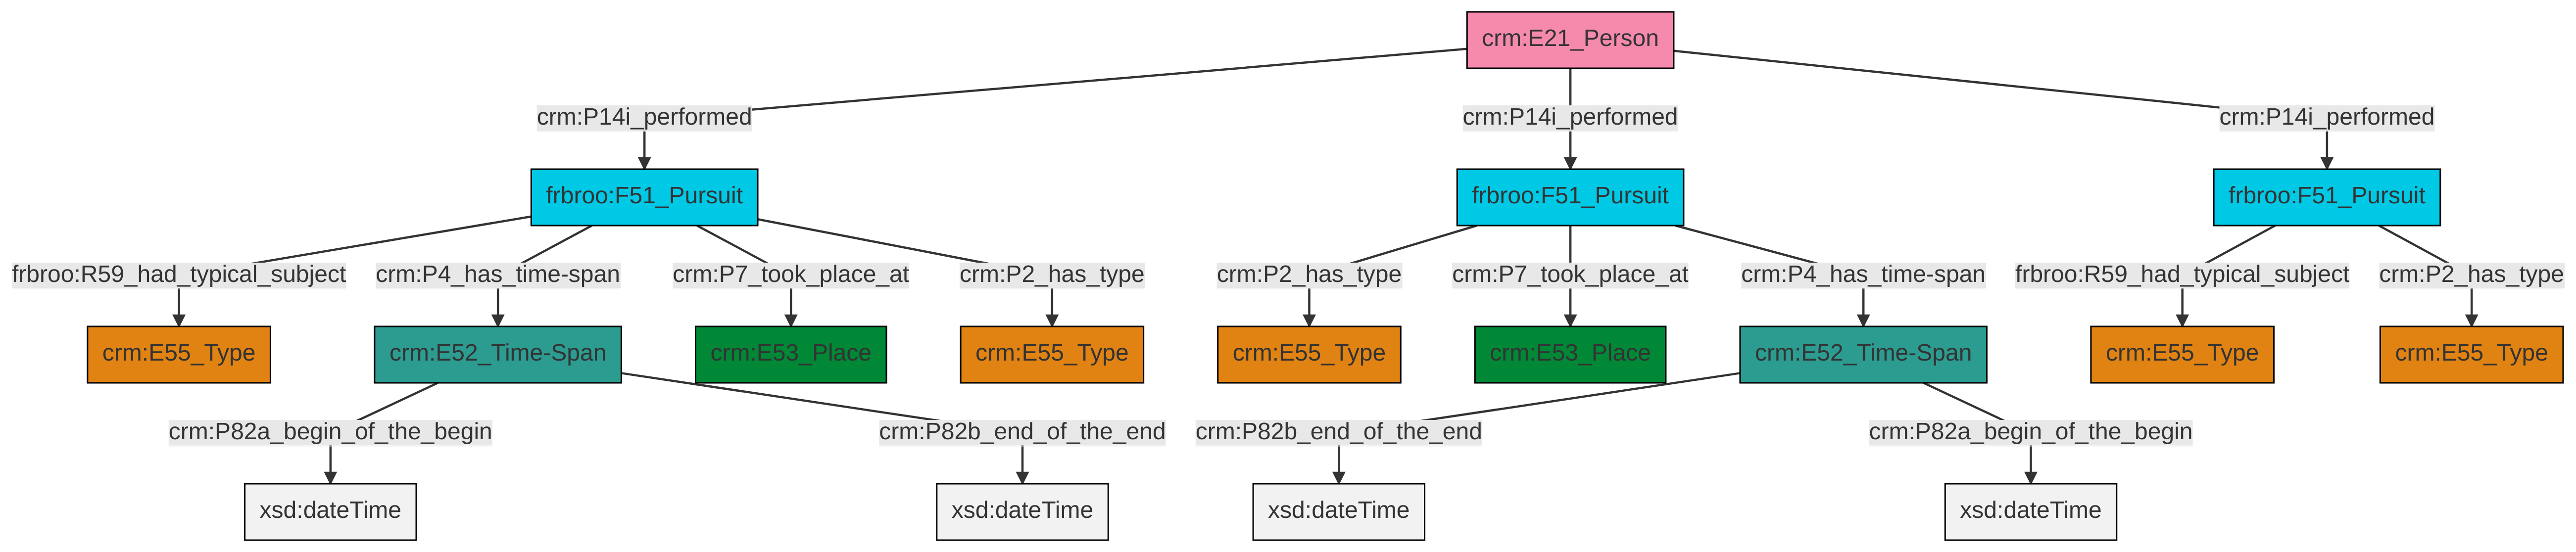 crm:E21_Person
crm:P14i_performed
crm:P14i_performed
crm:P14i_performed
frbroo:F51_Pursuit
frbroo:F51_Pursuit
frbroo:F51_Pursuit
frbroo:R59_had_typical_subject
crm:P4_has_time-span
crm:P7_took_place_at
crm:P2_has_type
crm:P2_has_type
crm:P7_took_place_at
crm:P4_has_time-span
frbroo:R59_had_typical_subject
crm:P2_has_type
crm:E55_Type
crm:E52_Time-Span
crm:E53_Place
crm:E55_Type
crm:E55_Type
crm:E53_Place
crm:E52_Time-Span
crm:E55_Type
crm:E55_Type
crm:P82a_begin_of_the_begin
crm:P82b_end_of_the_end
crm:P82b_end_of_the_end
crm:P82a_begin_of_the_begin
xsd:dateTime
xsd:dateTime
xsd:dateTime
xsd:dateTime